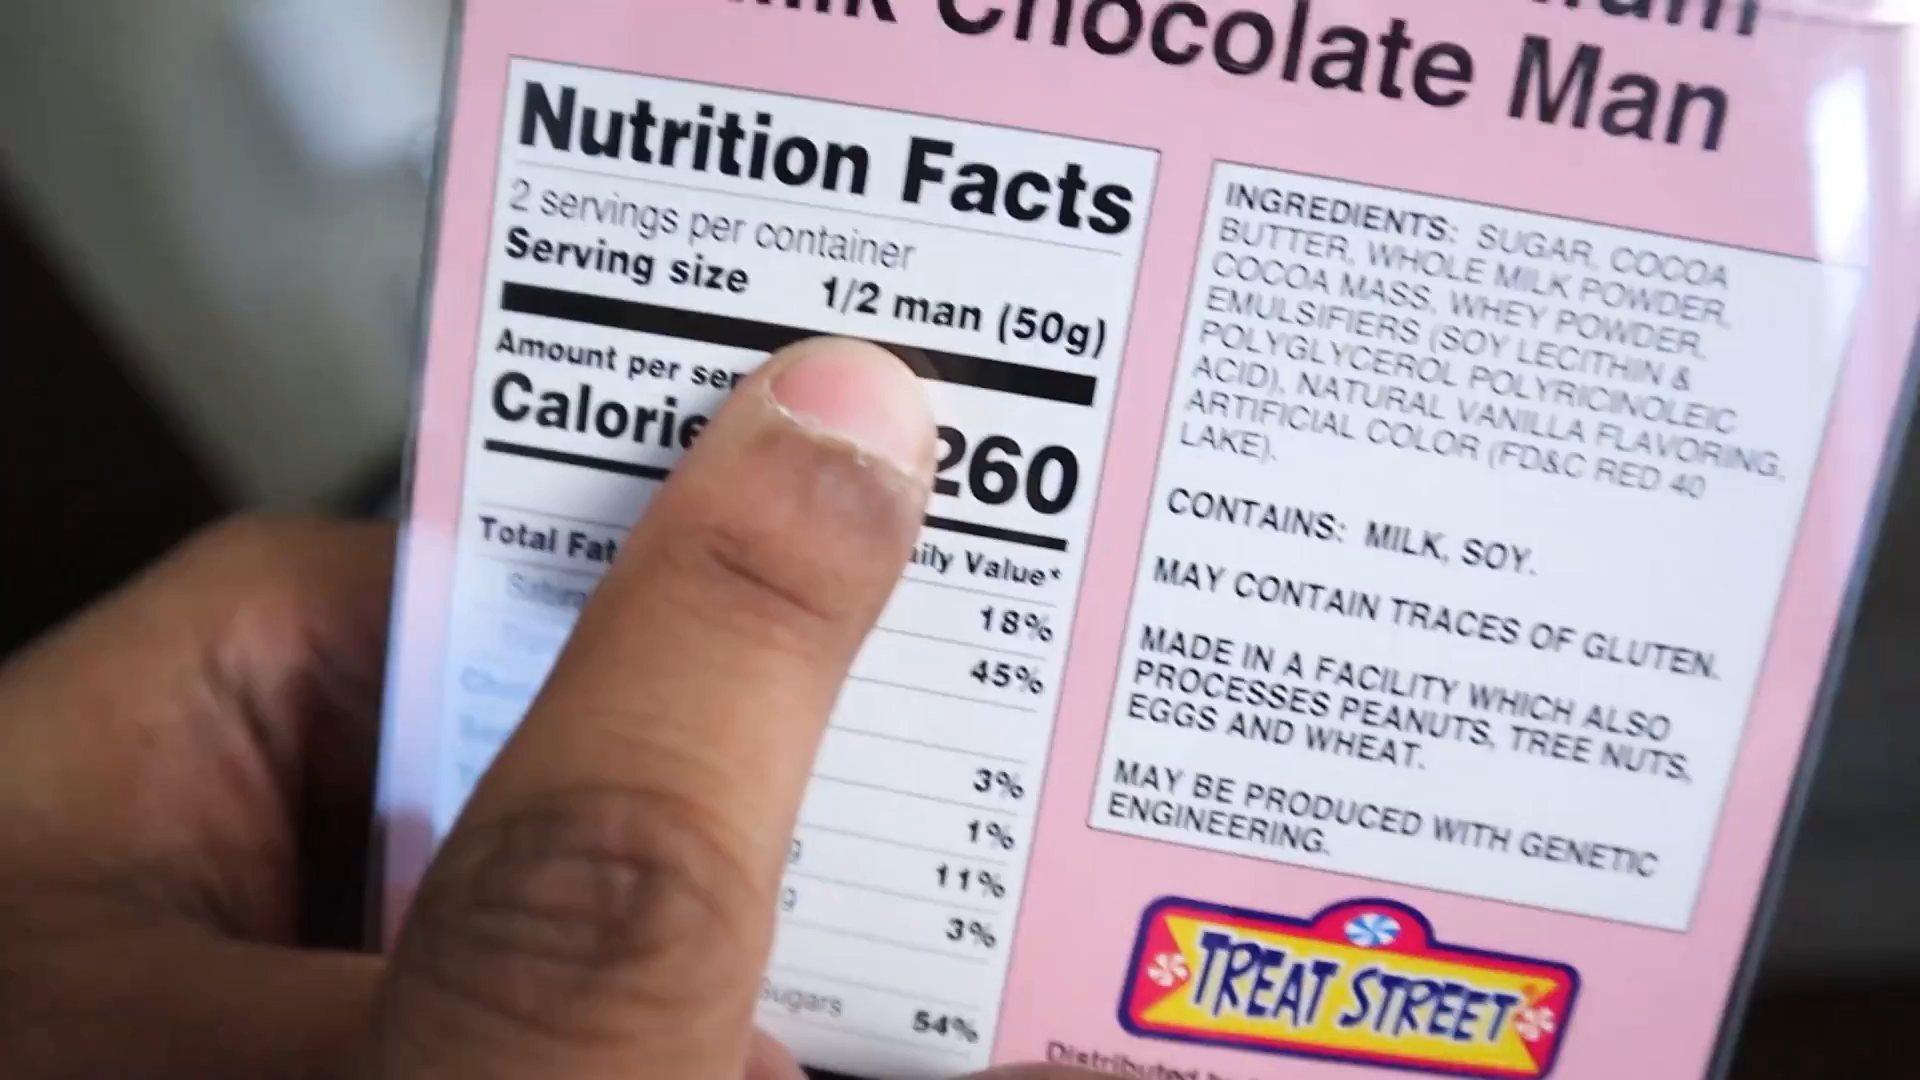 Milk Chocolate Man
Nutrition Facts
2 servings per container
Serving size 1/2 man (50g)
Amount per
Calorie 260
Value*
Total Fat
18%
45%
3%
1%
g 11%
g 3%
Sugars 54%
INGREDIENTS: SUGAR, COCOA
BUTTER, WHOLE MILK POWDER,
COCOA MASS, WHEY POWDER,
EMULSIFIERS (SOY LECITHIN &
POLYGLYCEROL POLYRICINOLEIC
ACID), NATURAL VANILLA FLAVORING,
ARTIFICIAL COLOR (FD&C RED 40
LAKE).
CONTAINS: MILK, SOY.
MAY CONTAIN TRACES OF GLUTEN.
MADE IN A FACILITY WHICH ALSO
PROCESSES PEANUTS, TREE NUTS,
EGGS AND WHEAT.
MAY BE PRODUCED WITH GENETIC
ENGINEERING.
TREAT STREET
Distributed